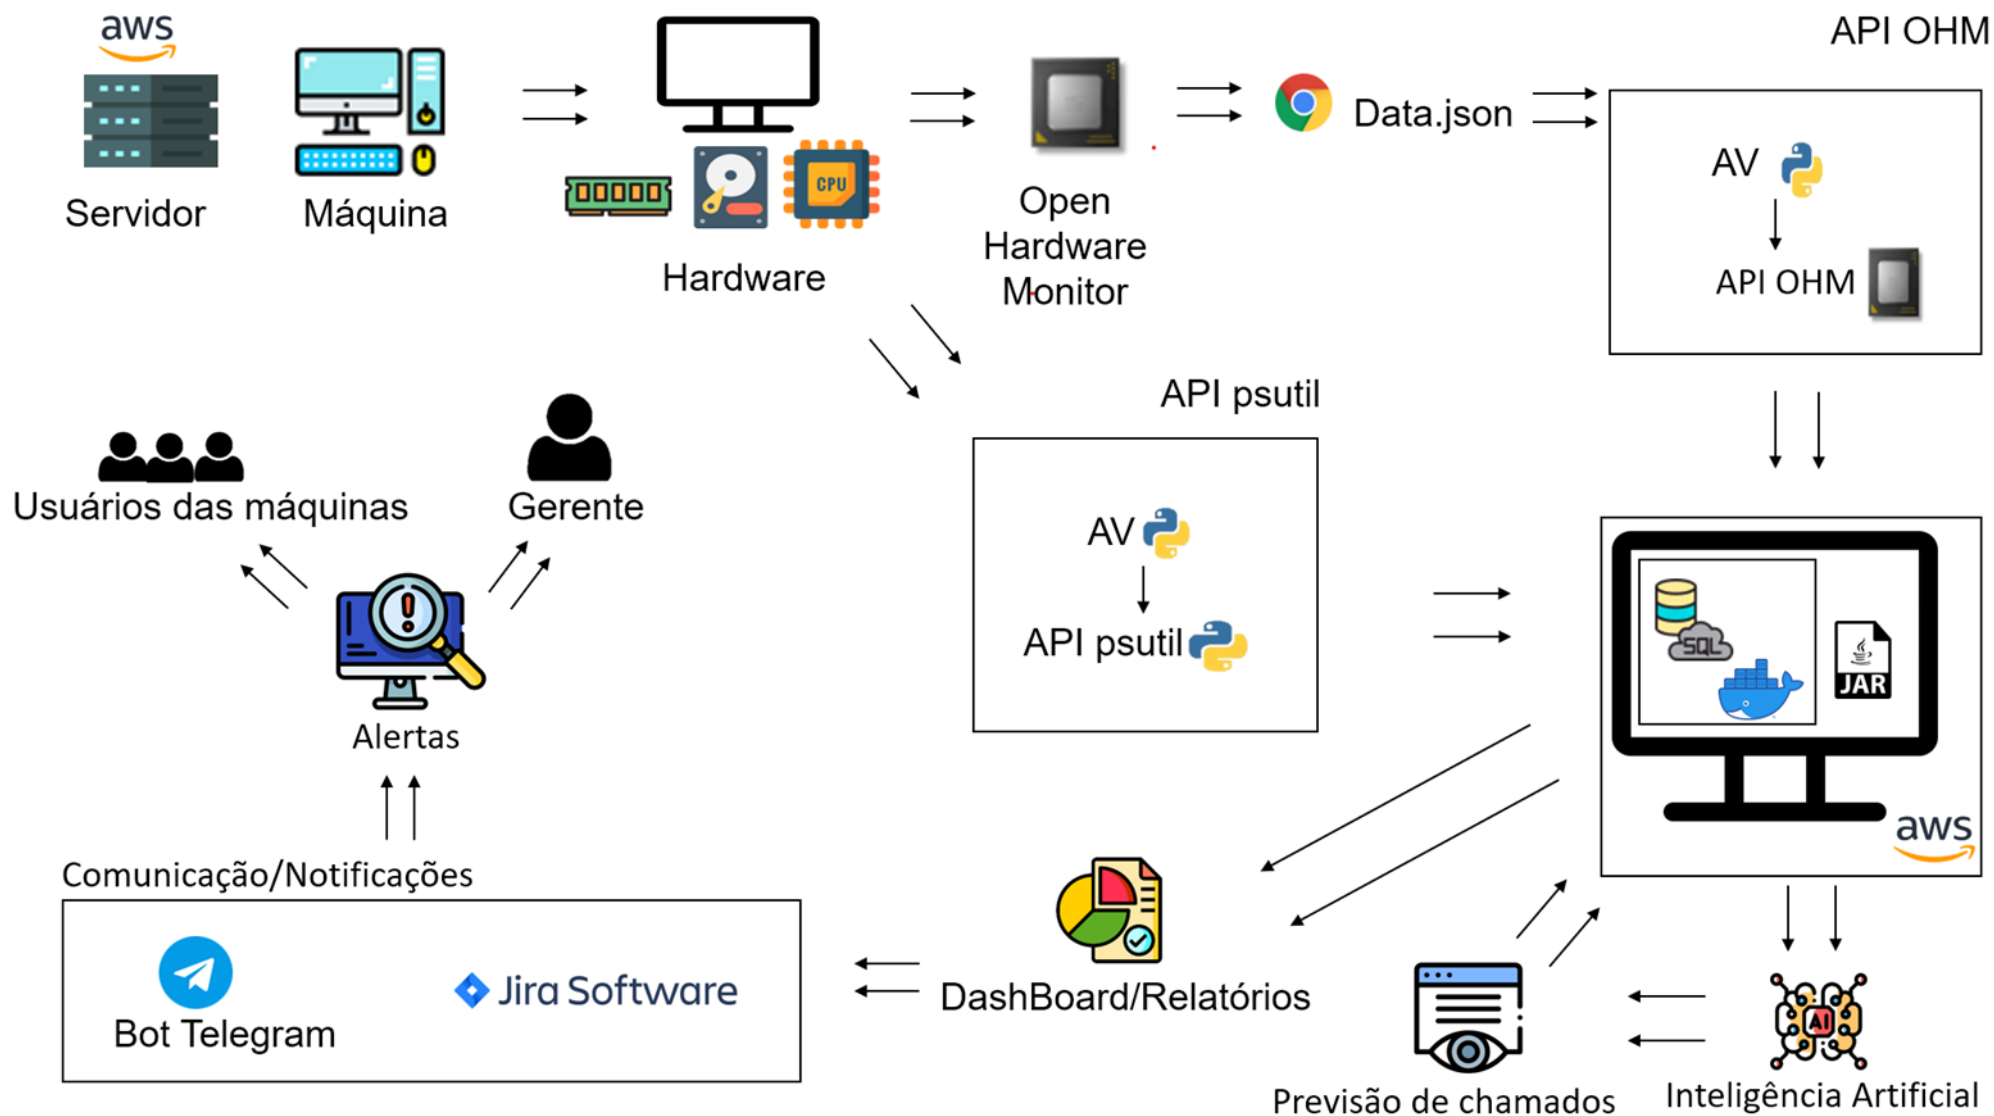 aws
Servidor
Máquina
CPU
Hardware
Open
Hardware
Monitor
Data.json
API OHM
AV
API OHM
API psutil
AV
API psutil
Usuários das máquinas
Gerente
!
Alertas
SQL
JAR
aws
Comunicação/Notificações
Bot Telegram
Jira Software
DashBoard/Relatórios
Previsão de chamados
AI
Inteligência Artificial